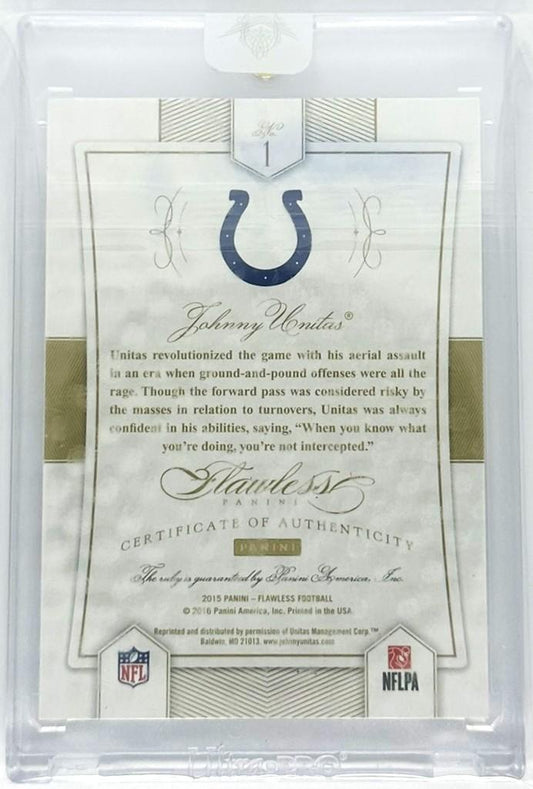 No.
1
Johnny Unitas®
Unitas revolutionized the game with his aerial assault
in an era when ground-and-pound offenses were all the
rage. Though the forward pass was considered risky by
the masses in relation to turnovers, Unitas was always
confident in his abilities, saying, “When you know what
you’re doing, you’re not intercepted.”
Flawless
PANINI
CERTIFICATE OF AUTHENTICITY
PANINI
The ruby is guaranteed by Panini America, Inc.
2015 PANINI – FLAWLESS FOOTBALL
© 2016 Panini America, Inc. Printed in the USA.
Reprinted and distributed by permission of Unitas Management Corp.™
Baldwin, MD 21013. www.johnnyunitas.com
NFL
NFLPA
Ultra·PRO®